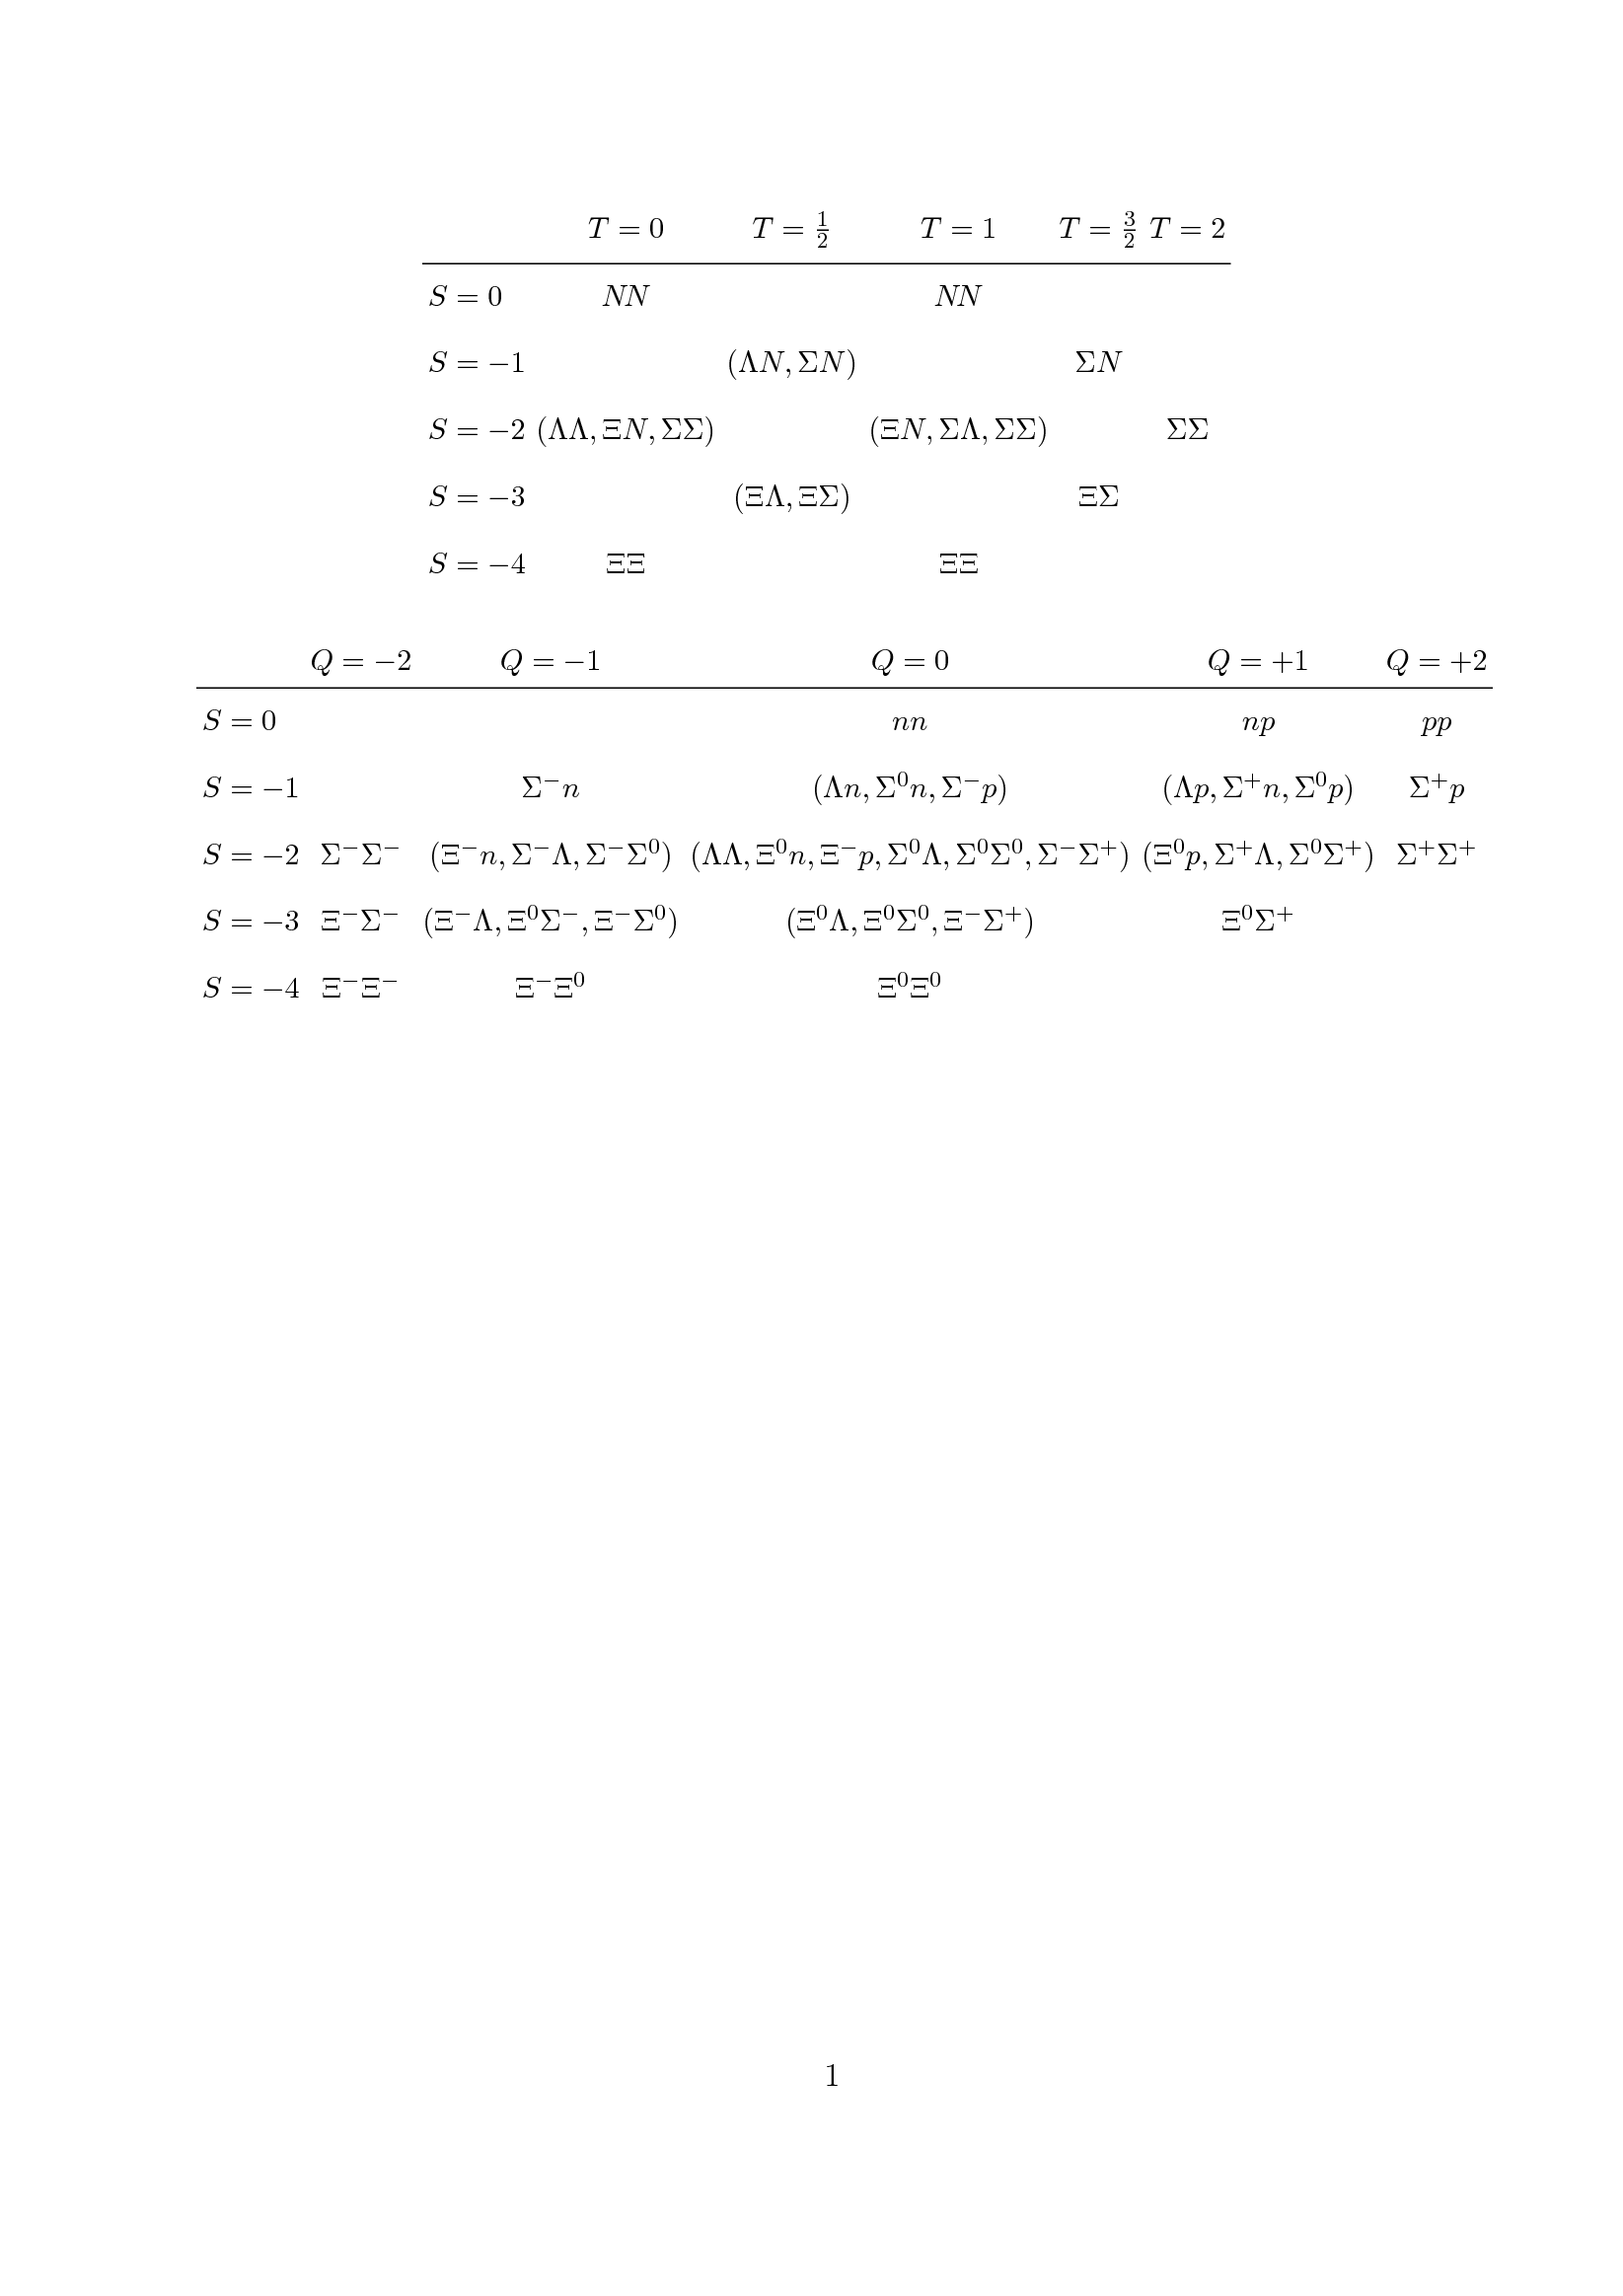 T = 0 T = 1/2 T = 1 T = 3/2 T = 2
S = 0 NN NN
S = −1 (ΛN, ΣN) ΣN
S = −2 (ΛΛ, ΞN, ΣΣ) (ΞN, ΣΛ, ΣΣ) ΣΣ
S = −3 (ΞΛ, ΞΣ) ΞΣ
S = −4 ΞΞ ΞΞ
Q = −2 Q = −1 Q = 0 Q = +1 Q = +2
S = 0 nn np pp
S = −1 Σ⁻n (Λn, Σ⁰n, Σ⁻p) (Λp, Σ⁺n, Σ⁰p) Σ⁺p
S = −2 Σ⁻Σ⁻ (Ξ⁻n, Σ⁻Λ, Σ⁻Σ⁰) (ΛΛ, Ξ⁰n, Ξ⁻p, Σ⁰Λ, Σ⁰Σ⁰, Σ⁻Σ⁺) (Ξ⁰p, Σ⁺Λ, Σ⁰Σ⁺) Σ⁺Σ⁺
S = −3 Ξ⁻Σ⁻ (Ξ⁻Λ, Ξ⁰Σ⁻, Ξ⁻Σ⁰) (Ξ⁰Λ, Ξ⁰Σ⁰, Ξ⁻Σ⁺) Ξ⁰Σ⁺
S = −4 Ξ⁻Ξ⁻ Ξ⁻Ξ⁰ Ξ⁰Ξ⁰
1